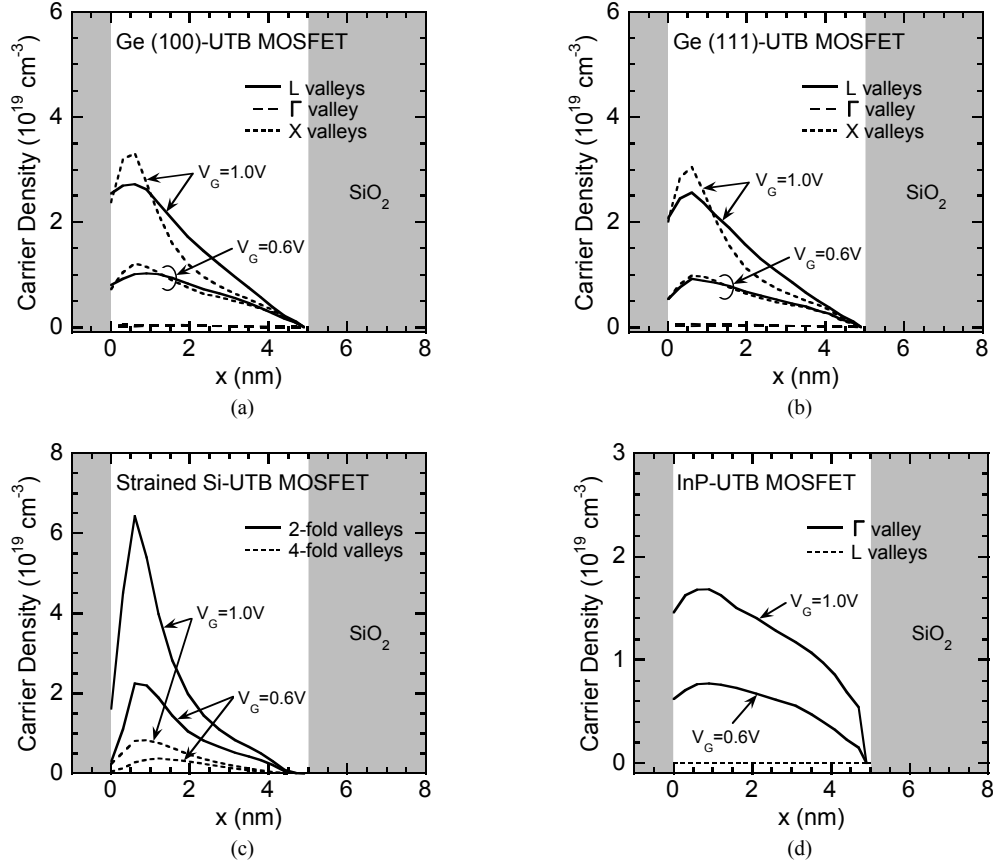 6
4
2
0
Carrier Density (10^19 cm^-3)
Ge (100)-UTB MOSFET
L valleys
Γ valley
X valleys
V_G=1.0V
V_G=0.6V
SiO_2
0 2 4 6 8
x (nm)
(a)
6
4
2
0
Carrier Density (10^19 cm^-3)
Ge (111)-UTB MOSFET
L valleys
Γ valley
X valleys
V_G=1.0V
V_G=0.6V
SiO_2
0 2 4 6 8
x (nm)
(b)
8
6
4
2
0
Carrier Density (10^19 cm^-3)
Strained Si-UTB MOSFET
2-fold valleys
4-fold valleys
V_G=1.0V
V_G=0.6V
SiO_2
0 2 4 6 8
x (nm)
(c)
3
2
1
0
Carrier Density (10^19 cm^-3)
InP-UTB MOSFET
Γ valley
L valleys
V_G=1.0V
V_G=0.6V
SiO_2
0 2 4 6 8
x (nm)
(d)